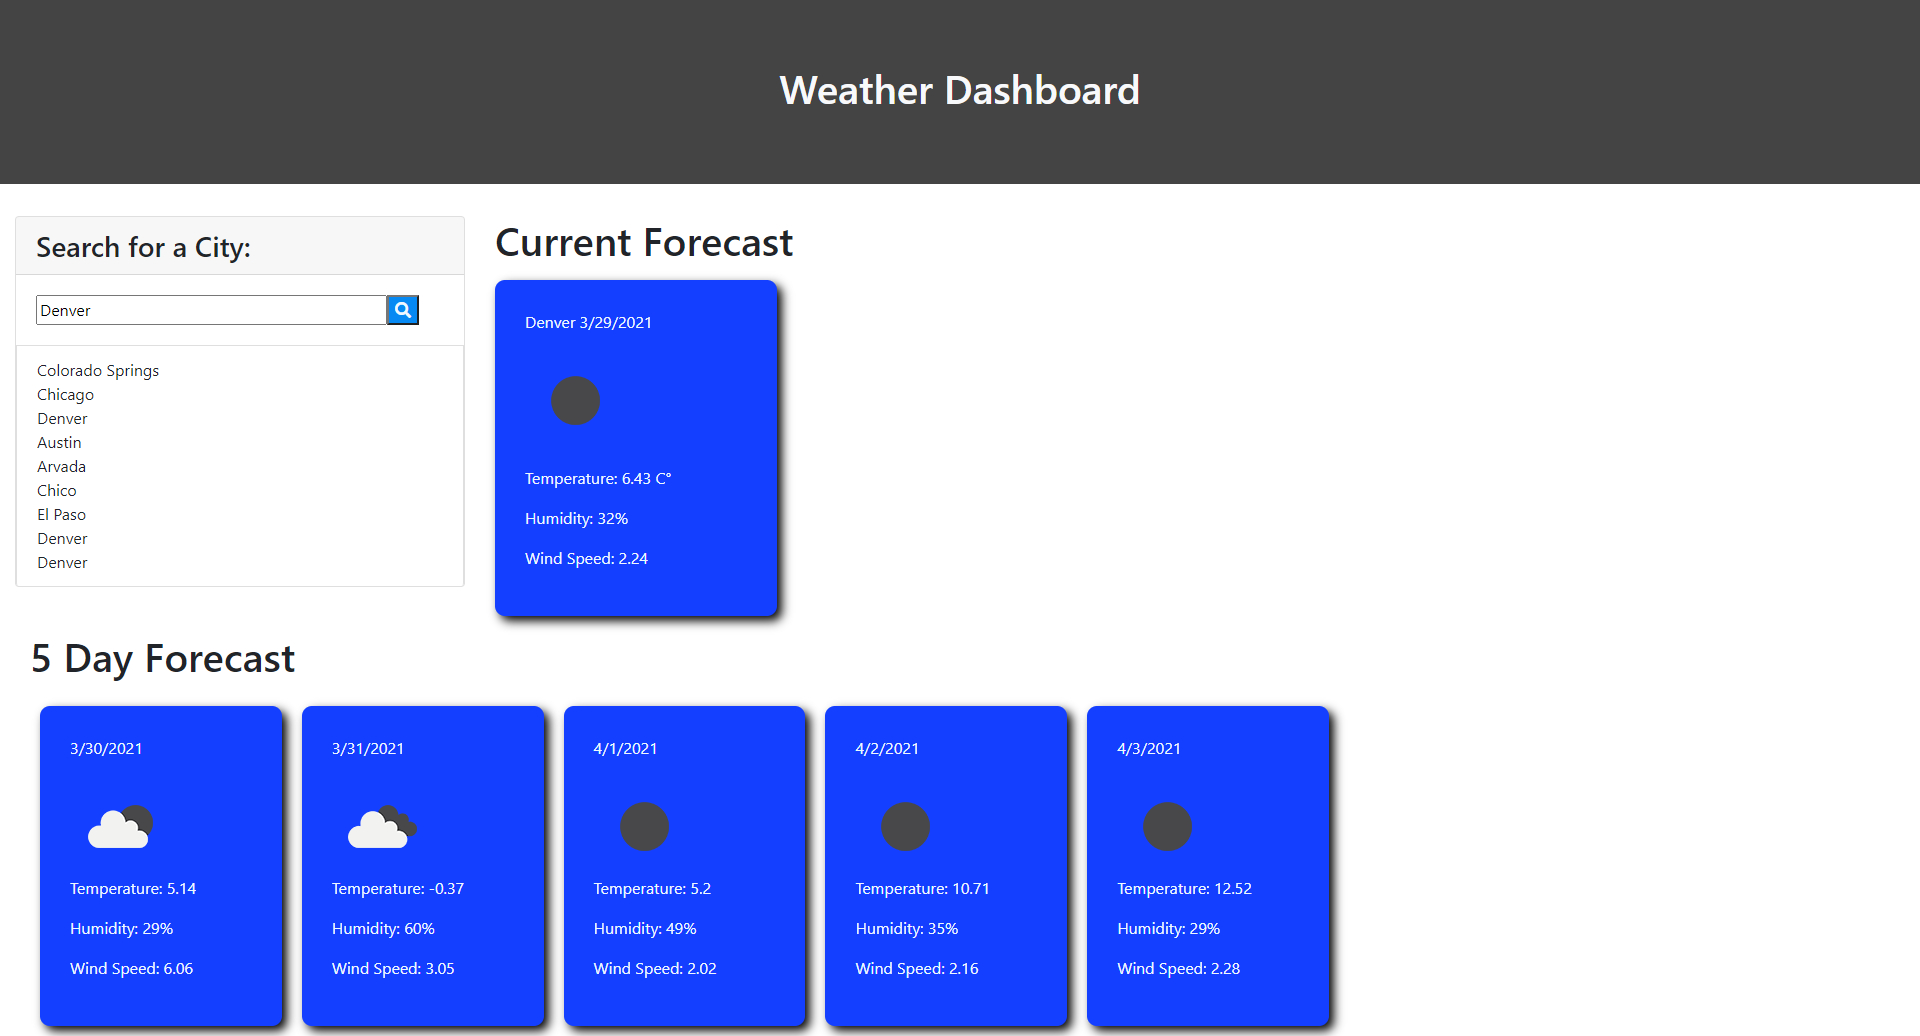 Weather Dashboard
Search for a City:
Denver
Colorado Springs
Chicago
Denver
Austin
Arvada
Chico
El Paso
Denver
Denver
Current Forecast
Denver 3/29/2021
Temperature: 6.43 C°
Humidity: 32%
Wind Speed: 2.24
5 Day Forecast
3/30/2021
Temperature: 5.14
Humidity: 29%
Wind Speed: 6.06
3/31/2021
Temperature: -0.37
Humidity: 60%
Wind Speed: 3.05
4/1/2021
Temperature: 5.2
Humidity: 49%
Wind Speed: 2.02
4/2/2021
Temperature: 10.71
Humidity: 35%
Wind Speed: 2.16
4/3/2021
Temperature: 12.52
Humidity: 29%
Wind Speed: 2.28